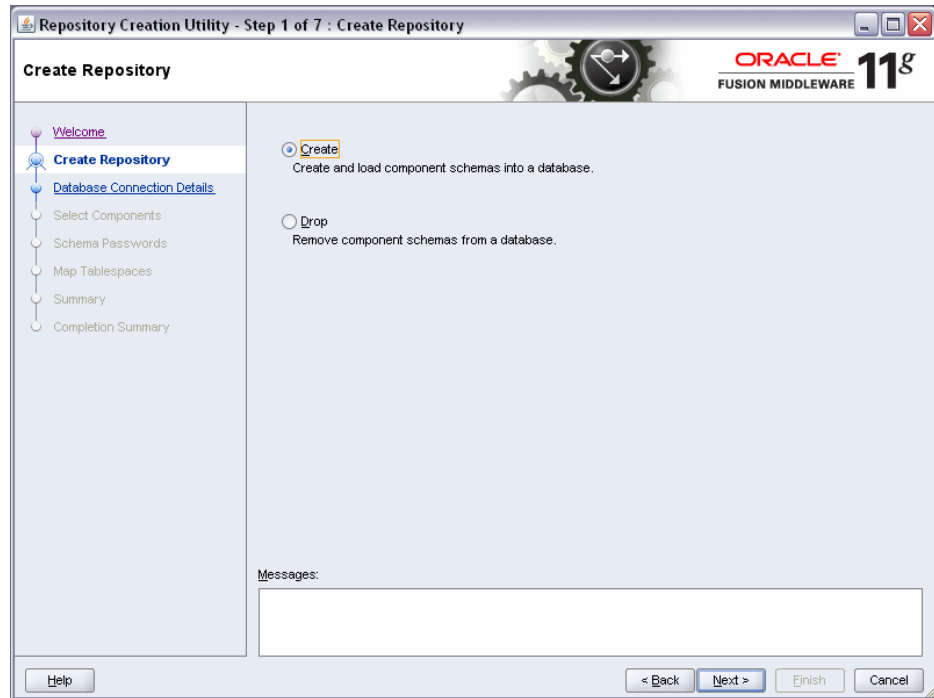 Repository Creation Utility - Step 1 of 7 : Create Repository
Create Repository
ORACLE
FUSION MIDDLEWARE
11g
Welcome
Create Repository
Database Connection Details
Select Components
Schema Passwords
Map Tablespaces
Summary
Completion Summary
Create
Create and load component schemas into a database.
Drop
Remove component schemas from a database.
Messages:
Help
< Back
Next >
Finish
Cancel